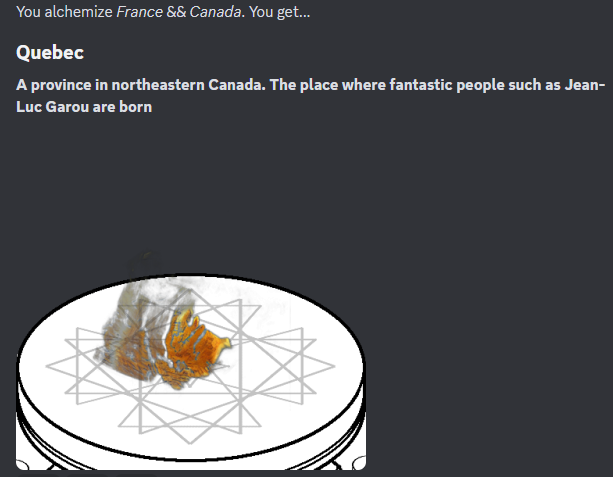 You alchemize France && Canada. You get...
Quebec
A province in northeastern Canada. The place where fantastic people such as Jean-
Luc Garou are born